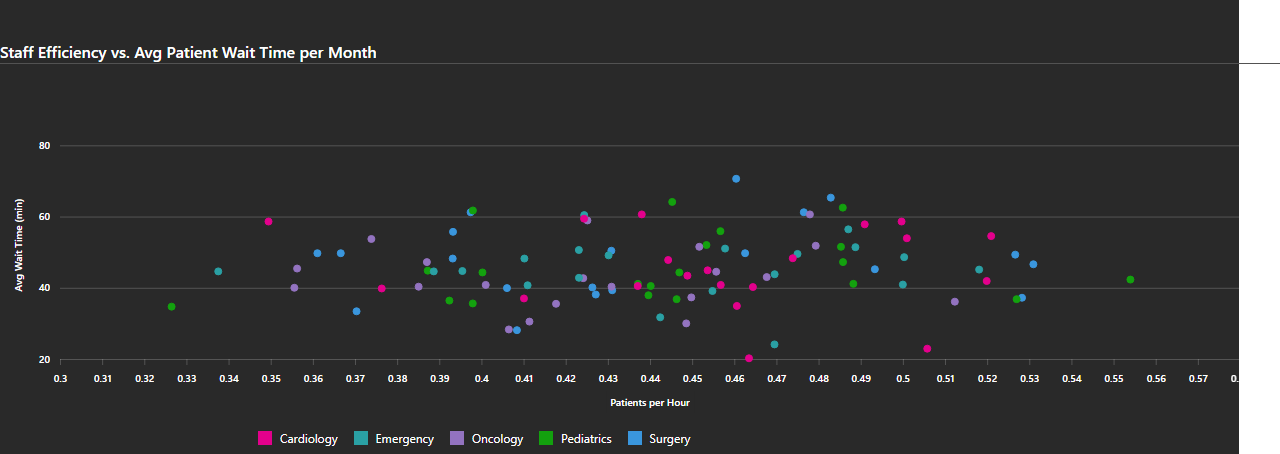 Staff Efficiency vs. Avg Patient Wait Time per Month
80
60
40
20
Avg Wait Time (min)
0.3 0.31 0.32 0.33 0.34 0.35 0.36 0.37 0.38 0.39 0.4 0.41 0.42 0.43 0.44 0.45 0.46 0.47 0.48 0.49 0.5 0.51 0.52 0.53 0.54 0.55 0.56 0.57
Patients per Hour
Cardiology Emergency Oncology Pediatrics Surgery